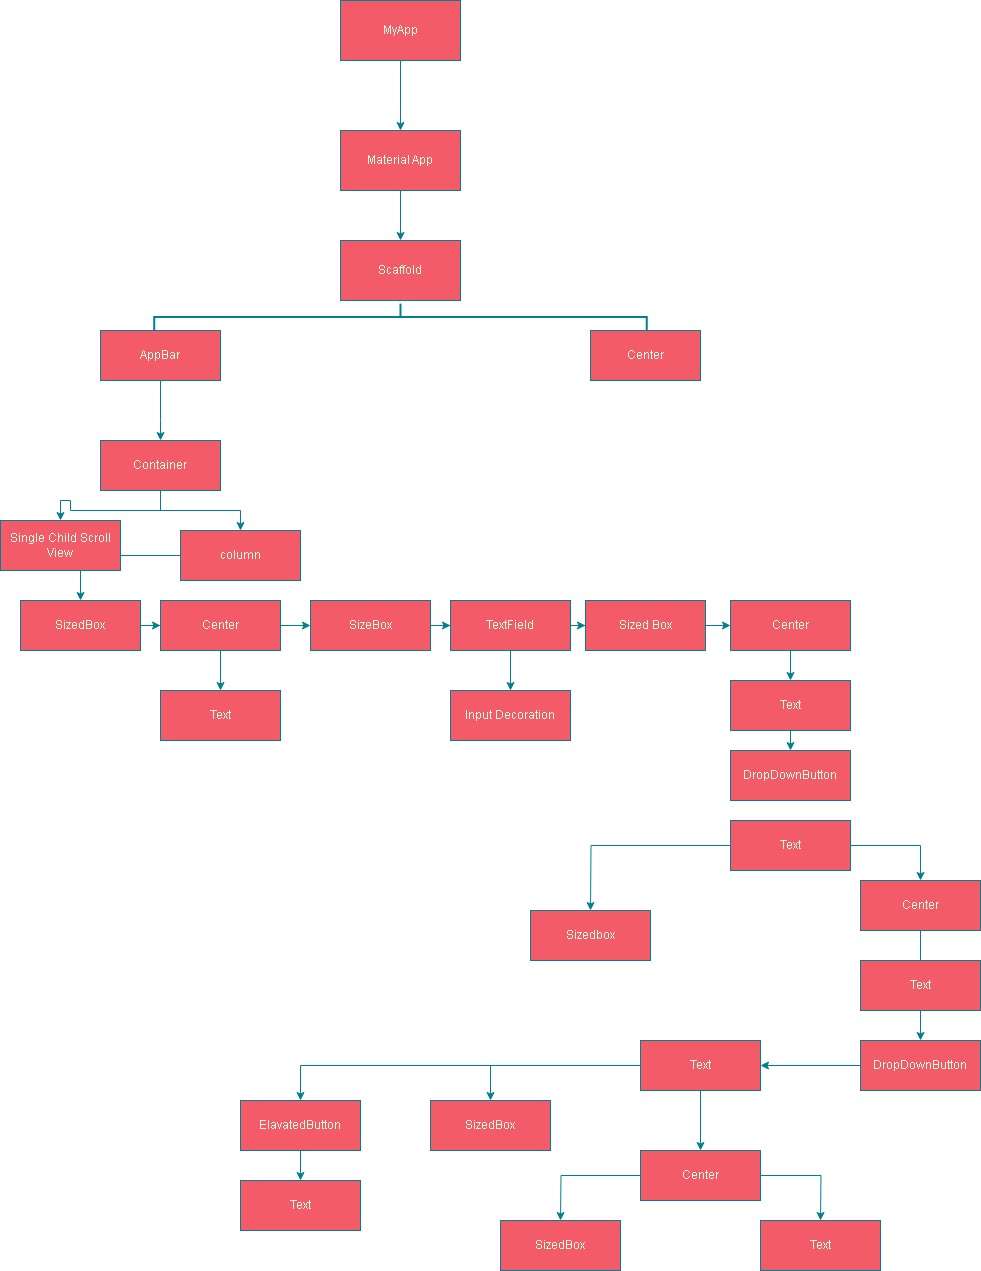 MyApp
Material App
Scaffold
AppBar
Center
Container
Single Child Scroll
View
column
SizedBox
Center
SizeBox
TextField
Sized Box
Center
Text
Input Decoration
Text
DropDownButton
Text
Center
Sizedbox
Text
Text
DropDownButton
ElavatedButton
SizedBox
Center
Text
SizedBox
Text